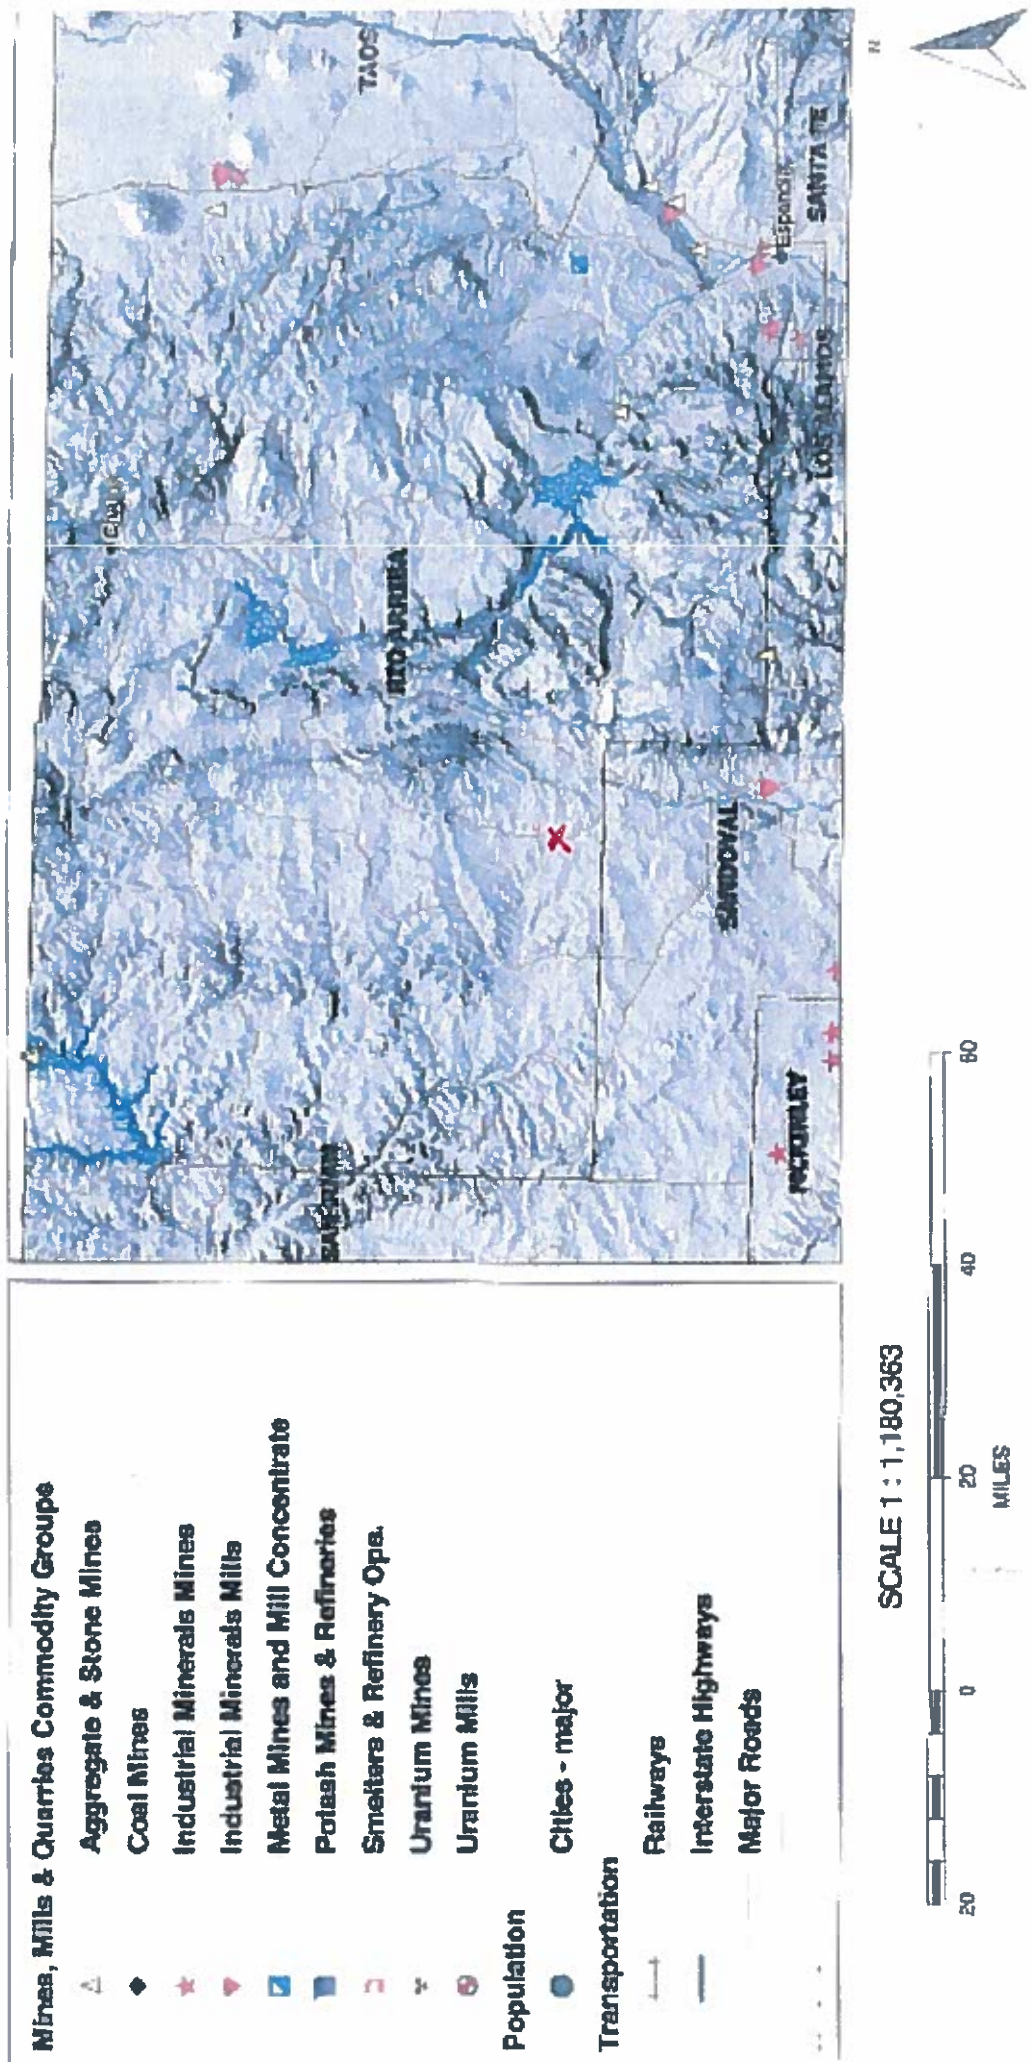 Mines, Mills & Quarries Commodity Groups
Aggregate & Stone Mines
Coal Mines
Industrial Minerals Mines
Industrial Minerals Mills
Metal Mines and Mill Concentrate
Potash Mines & Refineries
Smelters & Refinery Ops.
Uranium Mines
Uranium Mills
Population
Cities - major
Transportation
Railways
Interstate Highways
Major Roads
SAN JUAN
RIO ARRIBA
TAOS
MCKINLEY
SANDOVAL
LOS ALAMOS
Espanola
SANTA FE
SCALE 1 : 1,180,363
20
0
20
40
60
MILES
N